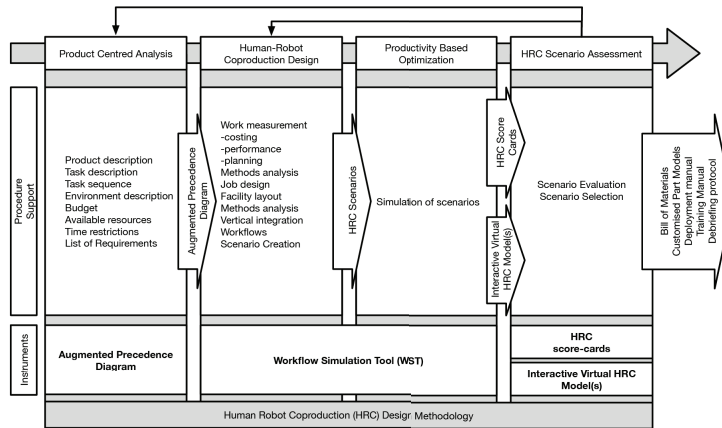 Product Centred Analysis
Human-Robot
Coproduction Design
Productivity Based
Optimization
HRC Scenario Assessment
Procedure
Support
Product description
Task description
Task sequence
Environment description
Budget
Available resources
Time restrictions
List of Requirements
Augmented Precedence
Diagram
Work measurement
-costing
-performance
-planning
Methods analysis
Job design
Facility layout
Methods analysis
Vertical integration
Workflows
Scenario Creation
HRC Scenarios
Simulation of scenarios
HRC Score
Cards
Interactive Virtual
HRC Model(s)
Scenario Evaluation
Scenario Selection
Bill of Materials
Customised Part Models
Deployment manual
Training Manual
Debriefing protocol
Instruments
Augmented Precedence
Diagram
Workflow Simulation Tool (WST)
HRC
score-cards
Interactive Virtual HRC
Model(s)
Human Robot Coproduction (HRC) Design Methodology